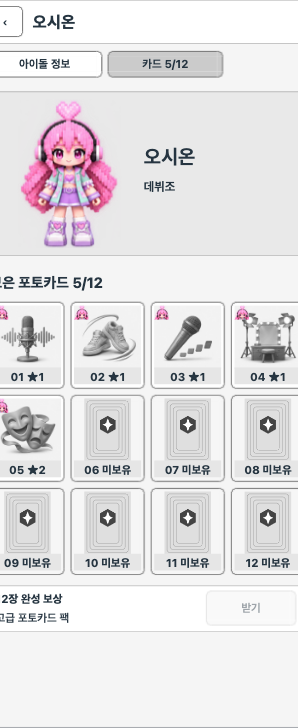 오시온
아이돌 정보
카드 5/12
오시온
데뷔조
은 포토카드 5/12
01 ★1
02 ★1
03 ★1
04 ★1
05 ★2
06 미보유
07 미보유
08 미보유
09 미보유
10 미보유
11 미보유
12 미보유
2장 완성 보상
고급 포토카드 팩
받기